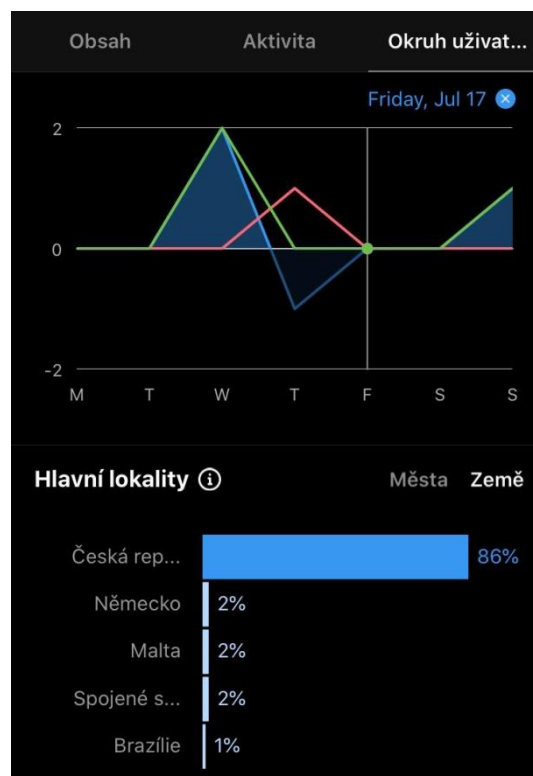 Obsah Aktivita Okruh uživat...
Friday, Jul 17
2
0
-2
M T W T F S S
Hlavní lokality Města Země
Česká rep... 86%
Německo 2%
Malta 2%
Spojené s... 2%
Brazílie 1%